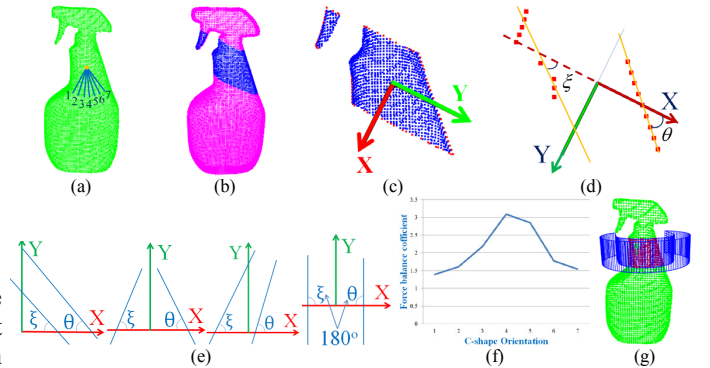 1 2 3 4 5 6 7
(a)
(b)
Y
X
(c)
ξ
X
θ
Y
(d)
Y
ξ
θ
X
Y
ξ
θ
X
Y
ξ
θ
X
Y
ξ
θ
X
180°
(e)
Force balance cofficient
3.5
3
2.5
2
1.5
1
0.5
0
1 2 3 4 5 6 7
C-shape Orientation
(f)
(g)
e
t